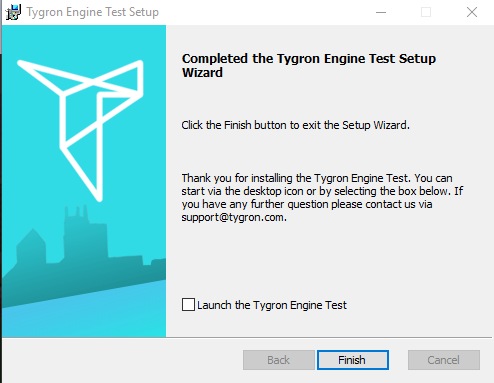 Tygron Engine Test Setup
Completed the Tygron Engine Test Setup
Wizard
Click the Finish button to exit the Setup Wizard.
Thank you for installing the Tygron Engine Test. You can
start via the desktop icon or by selecting the box below. If
you have any further question please contact us via
support@tygron.com.
Launch the Tygron Engine Test
Back
Finish
Cancel